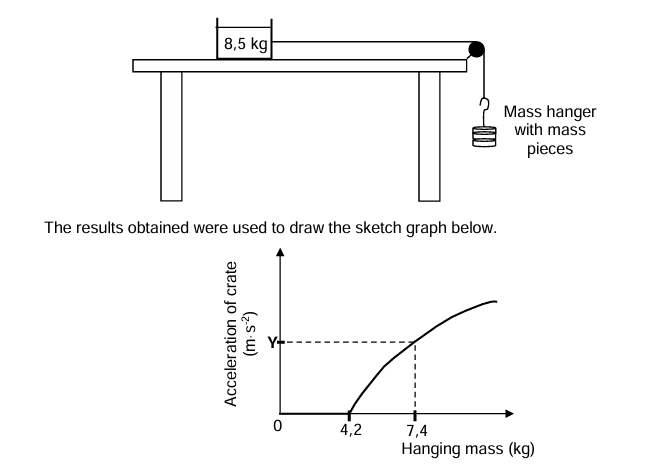 8,5 kg
Mass hanger
with mass
pieces
The results obtained were used to draw the sketch graph below.
Acceleration of crate
(m·s-2)
Y
0
4,2
7,4
Hanging mass (kg)